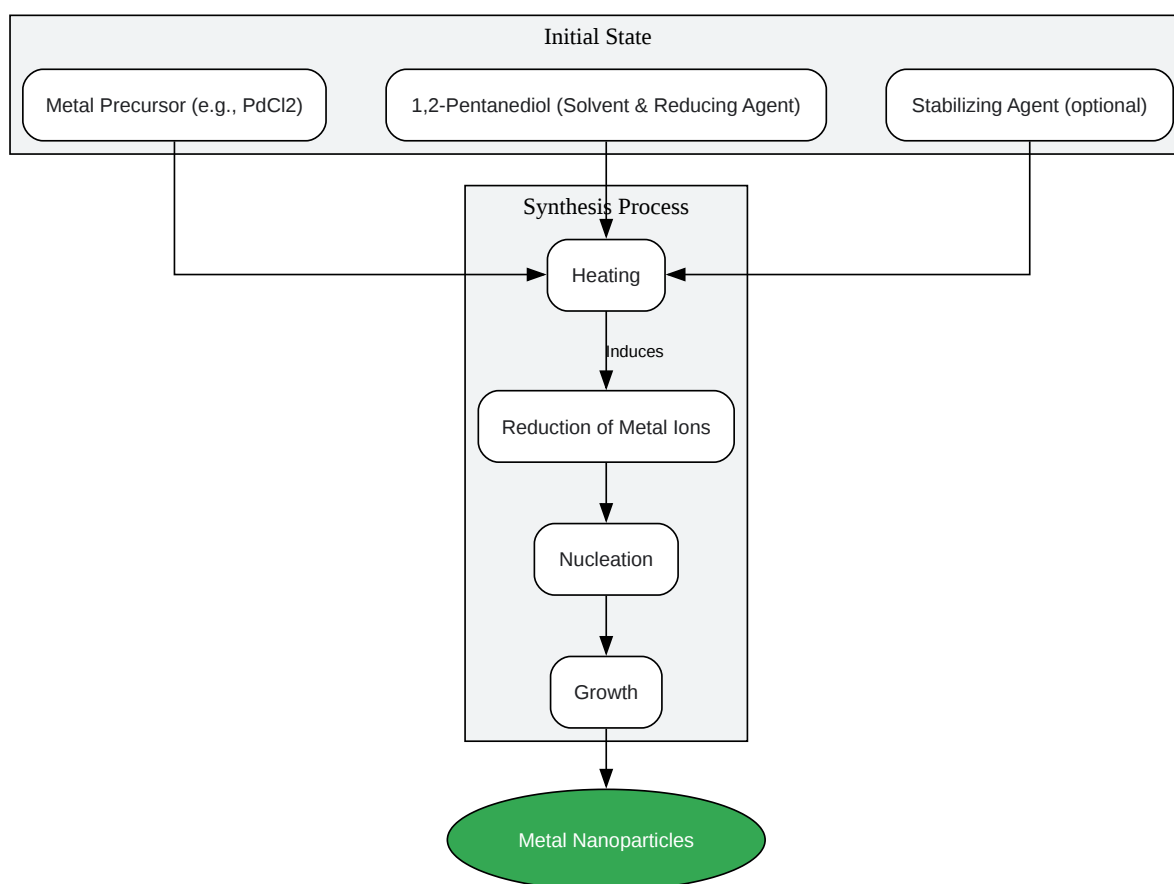 Initial State
Metal Precursor (e.g., PdCl2)
1,2-Pentanediol (Solvent & Reducing Agent)
Stabilizing Agent (optional)
Synthesis Process
Heating
Induces
Reduction of Metal Ions
Nucleation
Growth
Metal Nanoparticles